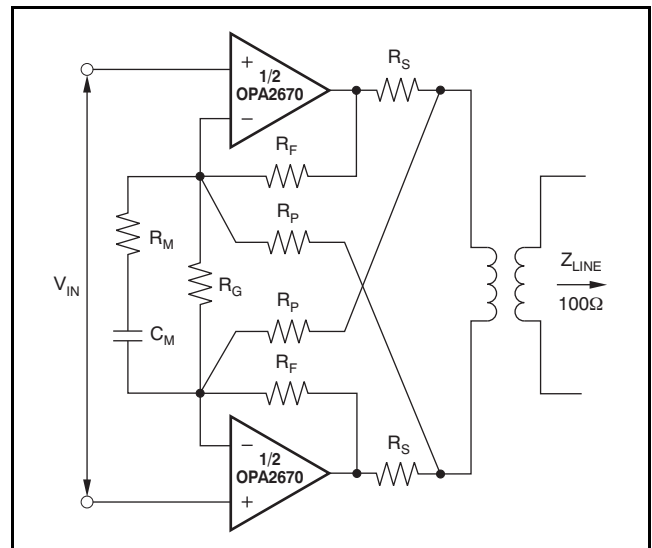 +
1/2
OPA2670
−
R_S
R_F
R_P
R_M
V_IN
R_G
C_M
Z_LINE
100Ω
R_P
R_F
−
1/2
OPA2670
+
R_S